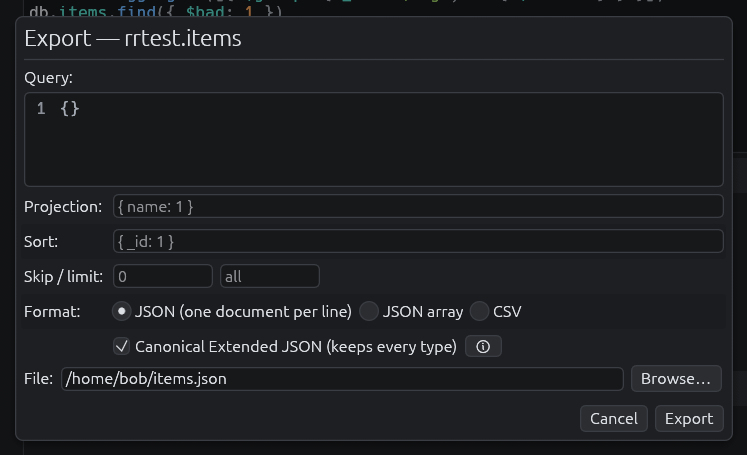 db.items.find({ $bad: 1 })
Export — rrtest.items
Query:
1 {}
Projection: { name: 1 }
Sort: { _id: 1 }
Skip / limit: 0 all
Format: JSON (one document per line) JSON array CSV
Canonical Extended JSON (keeps every type)
File: /home/bob/items.json Browse...
Cancel Export